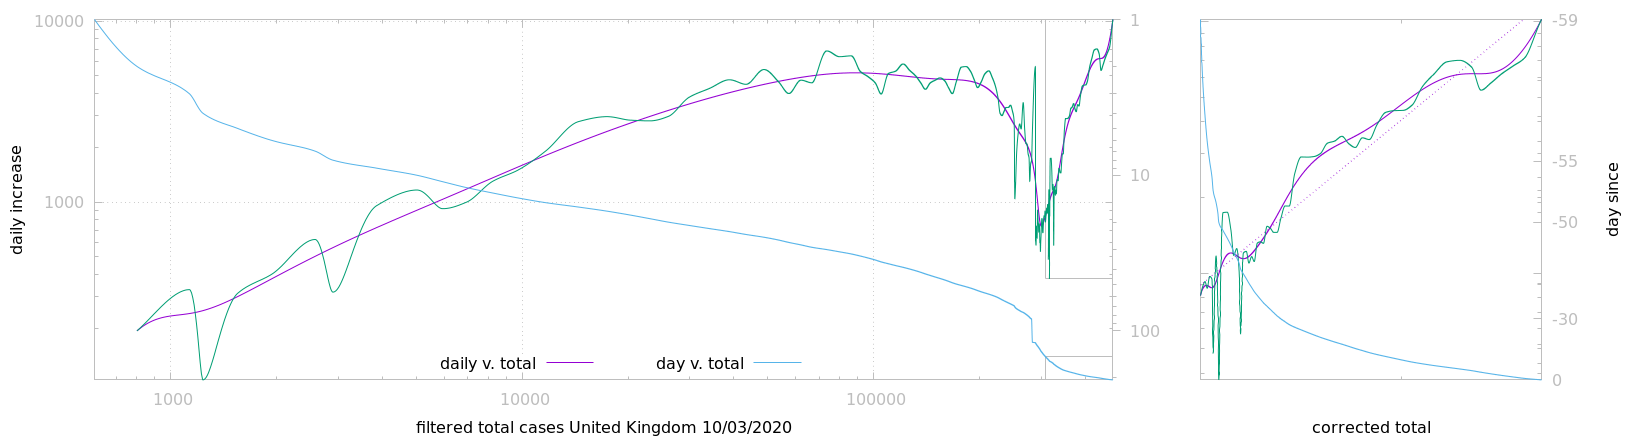 10000
1000
daily increase
1
10
100
daily v. total
day v. total
1000
10000
100000
filtered total cases United Kingdom 10/03/2020
-59
-55
-50
-30
0
day since
corrected total